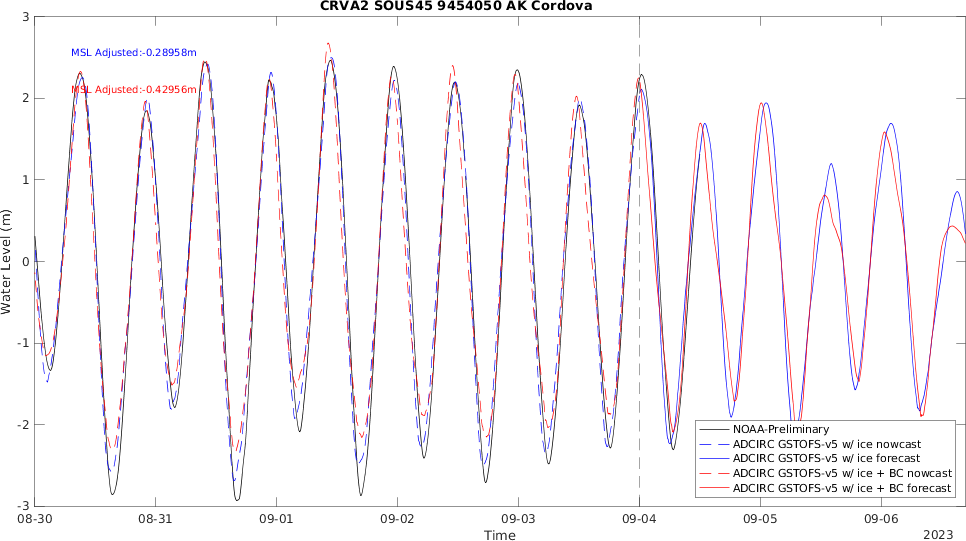 CRVA2 SOUS45 9454050 AK Cordova
3
MSL Adjusted:-0.28958m
MSL Adjusted:-0.42956m
2
1
0
-1
-2
-3
Water Level (m)
NOAA-Preliminary
ADCIRC GSTOFS-v5 w/ ice nowcast
ADCIRC GSTOFS-v5 w/ ice forecast
ADCIRC GSTOFS-v5 w/ ice + BC nowcast
ADCIRC GSTOFS-v5 w/ ice + BC forecast
08-30 08-31 09-01 09-02 09-03 09-04 09-05 09-06
Time
2023